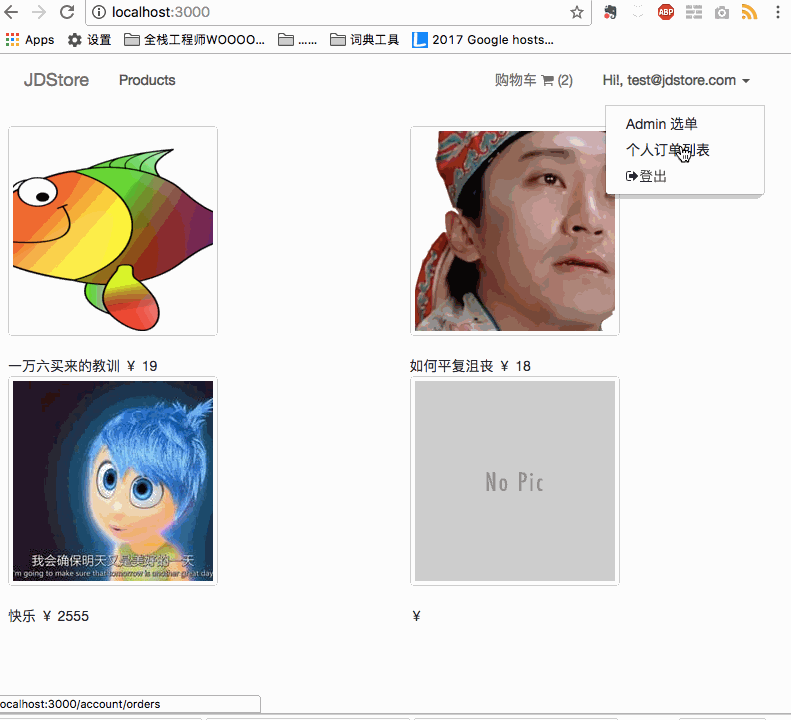 localhost:3000
Apps 设置 全栈工程师WOOOO... ...... 词典工具 2017 Google hosts...
JDStore Products 购物车 (2) Hi!, test@jdstore.com
Admin 选单
个人订单列表
登出
一万六买来的教训 ¥ 19
如何平复沮丧 ¥ 18
我会确保明天又是美好的一天
I'm going to make sure that tomorrow is another great day
No Pic
快乐 ¥ 2555
¥
ocalhost:3000/account/orders
ABP